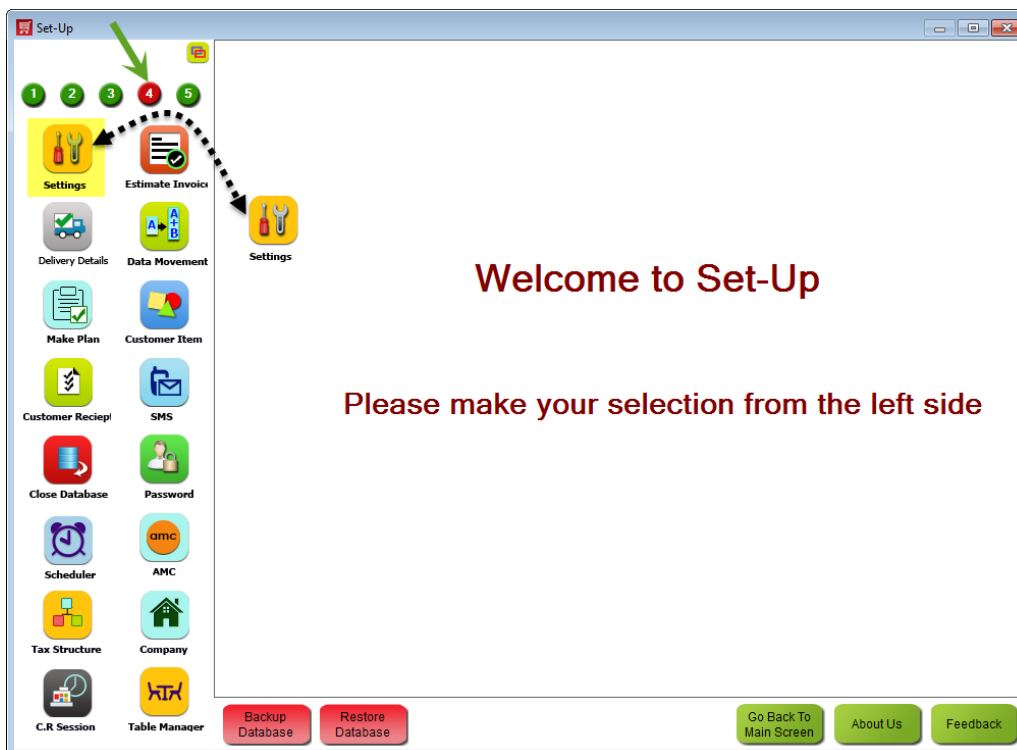 Set-Up
1 2 3 4 5
Settings Estimate Invoice
Delivery Details Data Movement
A A+B
Settings
Welcome to Set-Up
Make Plan Customer Item
Please make your selection from the left side
Customer Reciept SMS
Close Database Password
amc
Scheduler AMC
Tax Structure Company
C.R Session Table Manager
Backup Database
Restore Database
Go Back To Main Screen
About Us
Feedback